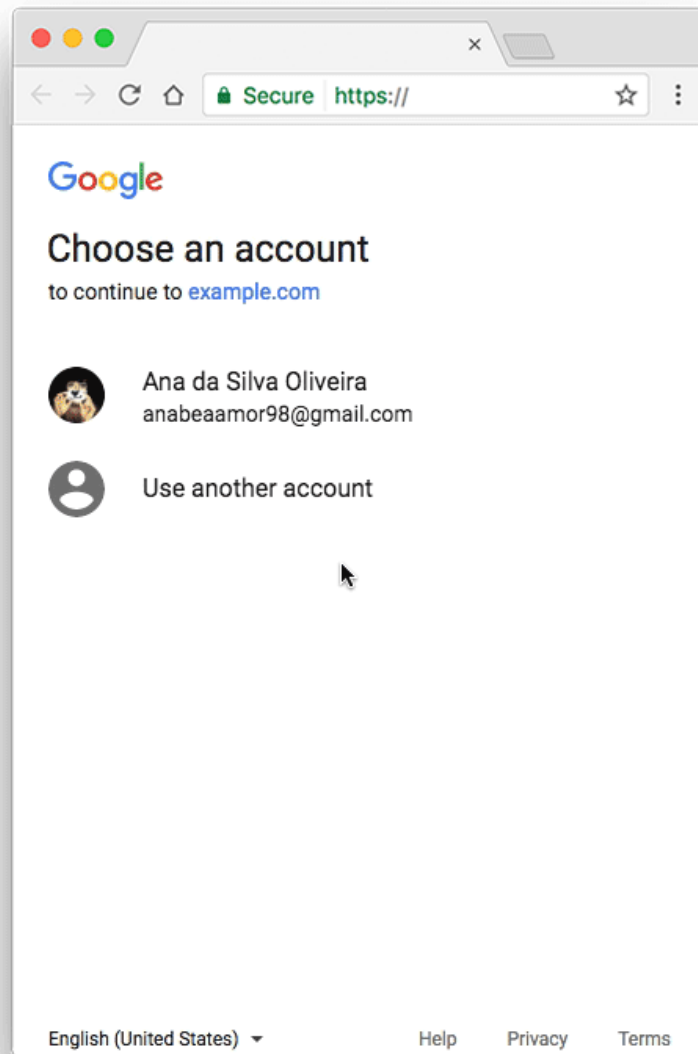 Secure https://
Google
Choose an account
to continue to example.com
Ana da Silva Oliveira
anabeaamor98@gmail.com
Use another account
English (United States) Help Privacy Terms